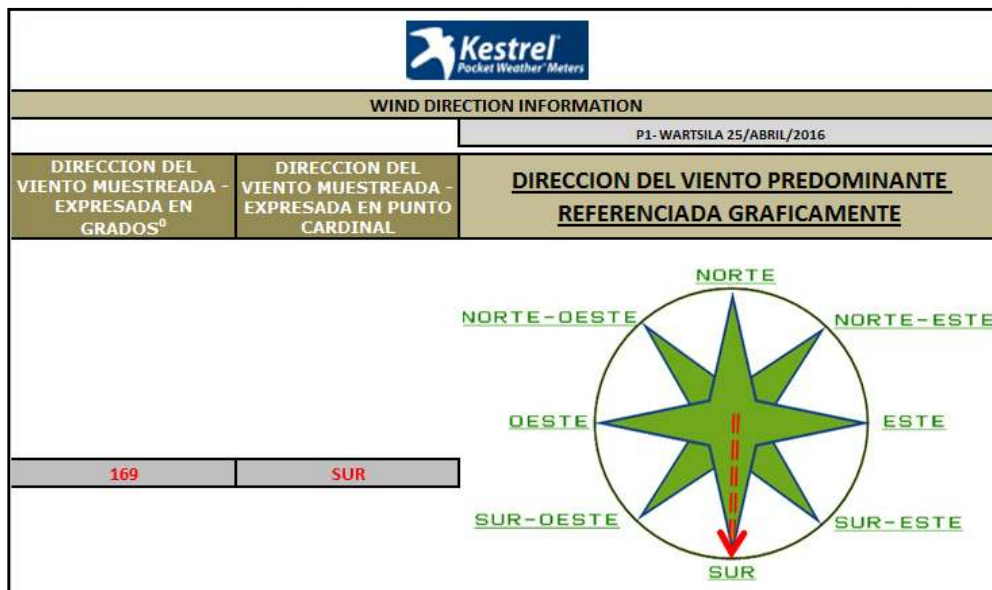 Kestrel®
Pocket Weather® Meters
WIND DIRECTION INFORMATION
P1- WARTSILA 25/ABRIL/2016
DIRECCION DEL
VIENTO MUESTREADA -
EXPRESADA EN
GRADOS⁰
DIRECCION DEL
VIENTO MUESTREADA -
EXPRESADA EN PUNTO
CARDINAL
DIRECCION DEL VIENTO PREDOMINANTE
REFERENCIADA GRAFICAMENTE
NORTE
NORTE-OESTE
NORTE-ESTE
OESTE
ESTE
169
SUR
SUR-OESTE
SUR-ESTE
SUR